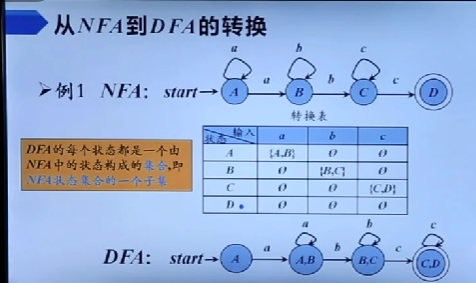 从NFA到DFA的转换
➢例1 NFA: start→ A a B b C c D
a b c
转换表
状态 输入 a b c
A {A,B} Ø Ø
B Ø {B,C} Ø
C Ø Ø {C,D}
D Ø Ø Ø
DFA的每个状态都是一个由
NFA中的状态构成的集合,即
NFA状态集合的一个子集
a b c
DFA: start→ A a A,B b B,C c C,D